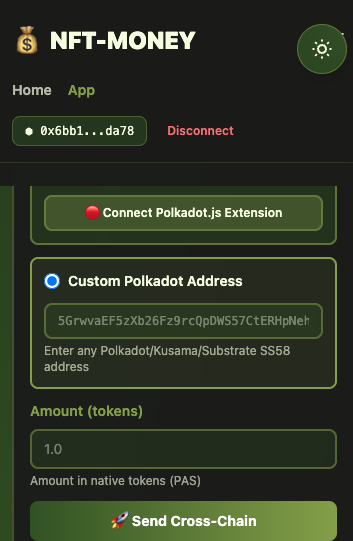 NFT-MONEY
Home App
0x6bb1...da78 Disconnect
Connect Polkadot.js Extension
Custom Polkadot Address
5GrwvaEF5zXb26Fz9rcQpDWS57CtERHpNeh
Enter any Polkadot/Kusama/Substrate SS58
address
Amount (tokens)
1.0
Amount in native tokens (PAS)
🚀 Send Cross-Chain